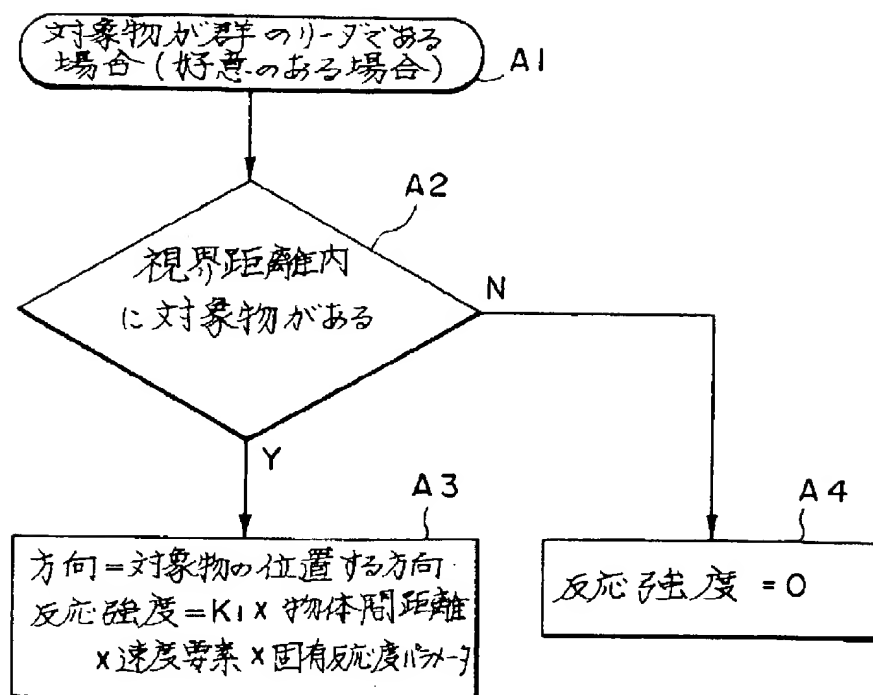 対象物が群のリーダである
場合(好意のある場合)
A1
A2
視界距離内
に対象物がある
N
Y
A3
方向=対象物の位置する方向
反応強度=K1×物体間距離
×速度要素×固有反応度パラメータ
A4
反応強度=0